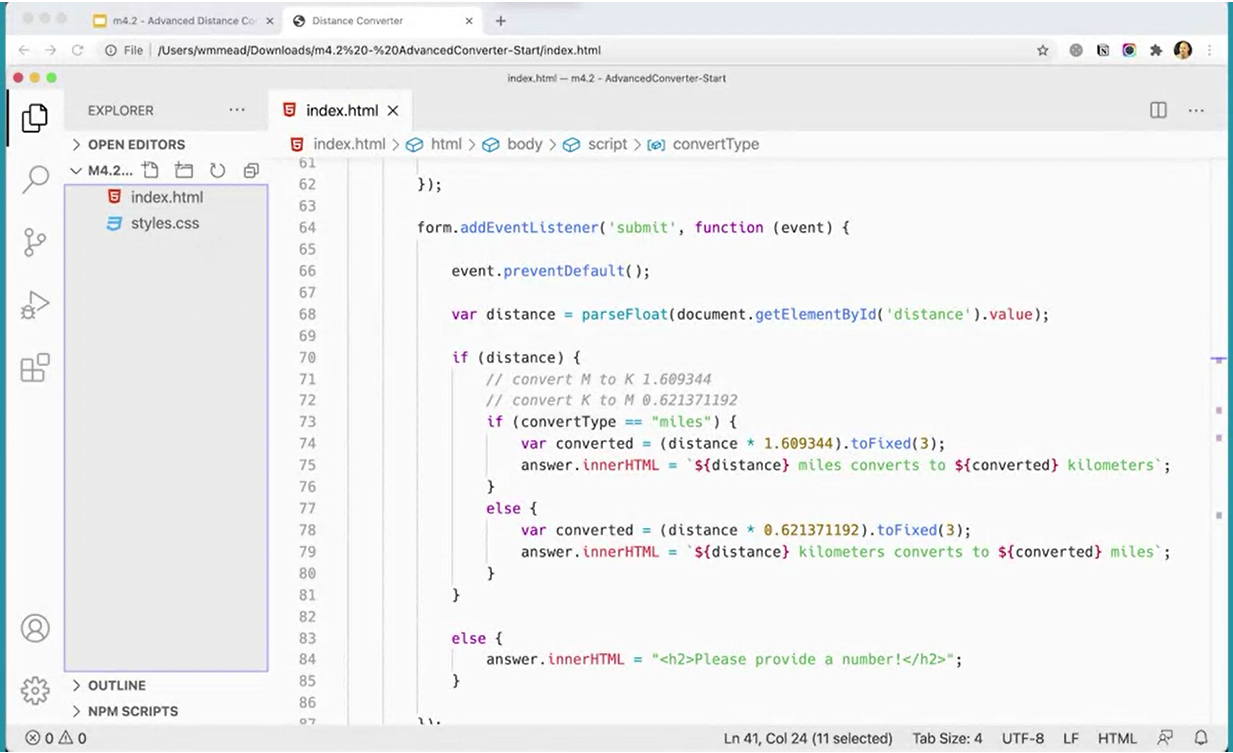 m4.2 - Advanced Distance Co
Distance Converter
File /Users/wmmead/Downloads/m4.2%20-%20AdvancedConverter-Start/index.html
index.html — m4.2 - AdvancedConverter-Start
EXPLORER
index.html
OPEN EDITORS
index.html > html > body > script > convertType
M4.2...
index.html
styles.css
OUTLINE
NPM SCRIPTS
61
62 });
63
64 form.addEventListener('submit', function (event) {
65
66 event.preventDefault();
67
68 var distance = parseFloat(document.getElementById('distance').value);
69
70 if (distance) {
71 // convert M to K 1.609344
72 // convert K to M 0.621371192
73 if (convertType == "miles") {
74 var converted = (distance * 1.609344).toFixed(3);
75 answer.innerHTML = `${distance} miles converts to ${converted} kilometers`;
76 }
77 else {
78 var converted = (distance * 0.621371192).toFixed(3);
79 answer.innerHTML = `${distance} kilometers converts to ${converted} miles`;
80 }
81 }
82
83 else {
84 answer.innerHTML = "<h2>Please provide a number!</h2>";
85 }
86
87 });
0 0
Ln 41, Col 24 (11 selected) Tab Size: 4 UTF-8 LF HTML